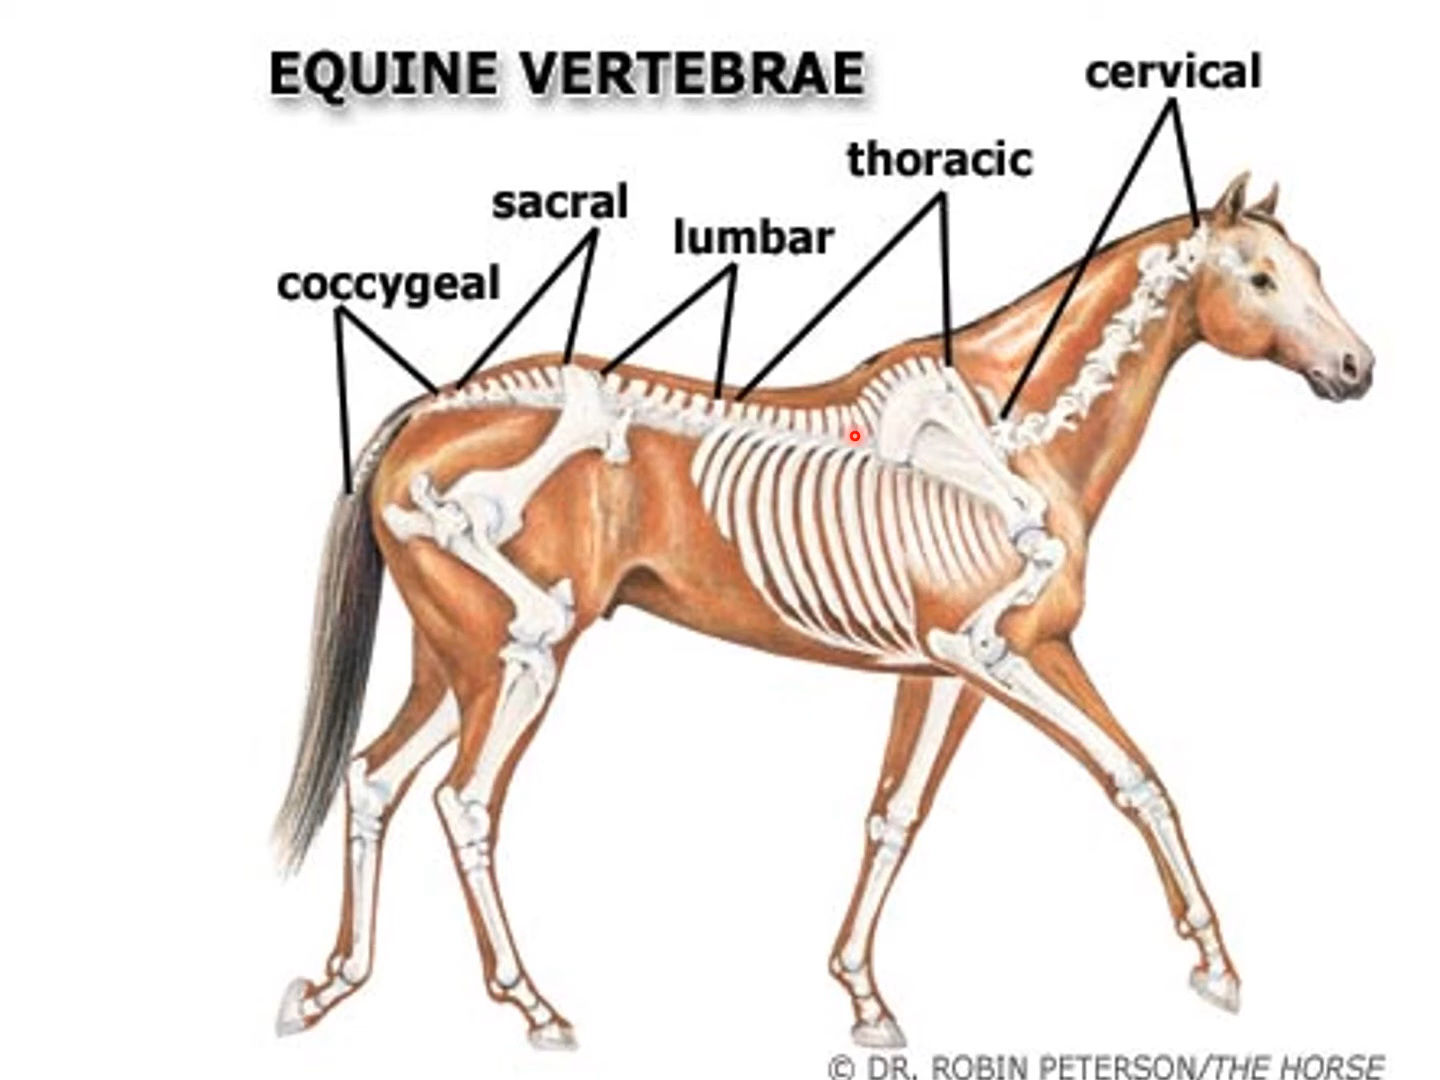 EQUINE VERTEBRAE
cervical
thoracic
sacral
lumbar
coccygeal
© DR. ROBIN PETERSON/THE HORSE